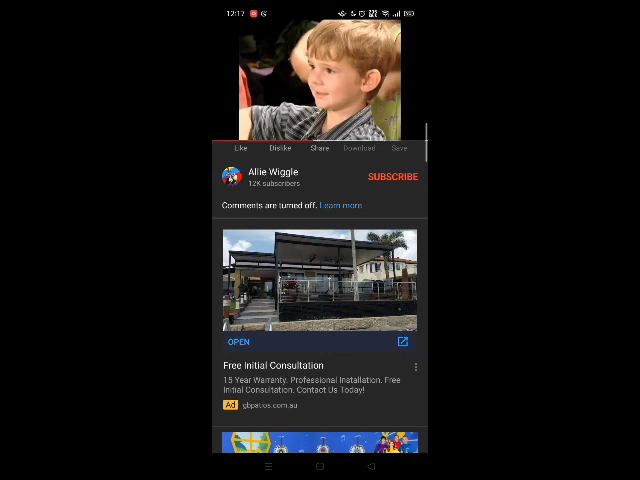 12:17
Like Dislike Share Download Save
Allie Wiggle
12K subscribers
SUBSCRIBE
Comments are turned off. Learn more
OPEN
Free Initial Consultation
15 Year Warranty. Professional Installation. Free
Initial Consultation. Contact Us Today!
Ad gbpatios.com.au